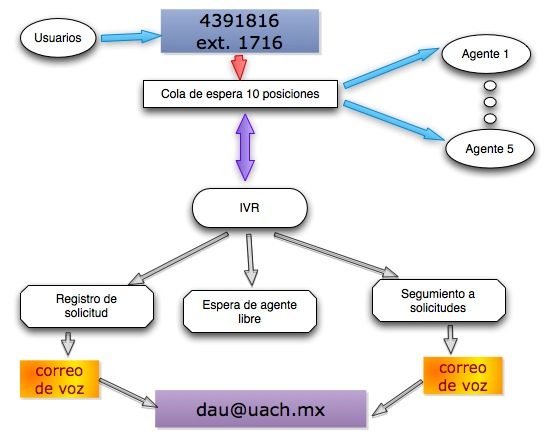 Usuarios
4391816
ext. 1716
Agente 1
Cola de espera 10 posiciones
Agente 5
IVR
Registro de
solicitud
Espera de agente
libre
Segumiento a
solicitudes
correo
de voz
correo
de voz
dau@uach.mx